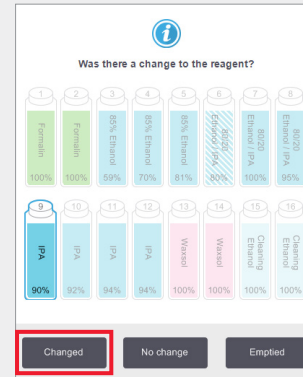 Was there a change to the reagent?
1 2 3 4 5 6 7 8
Formalin
100%
Formalin
100%
85% Ethanol
59%
85% Ethanol
70%
85% Ethanol
81%
80/20
Ethanol / IPA
80%
80/20
Ethanol / IPA
100%
80/20
Ethanol / IPA
95%
9 10 11 12 13 14 15 16
IPA
90%
IPA
92%
IPA
94%
IPA
94%
Waxsol
100%
Waxsol
100%
Cleaning
Ethanol
100%
Cleaning
Ethanol
100%
Changed
No change
Emptied